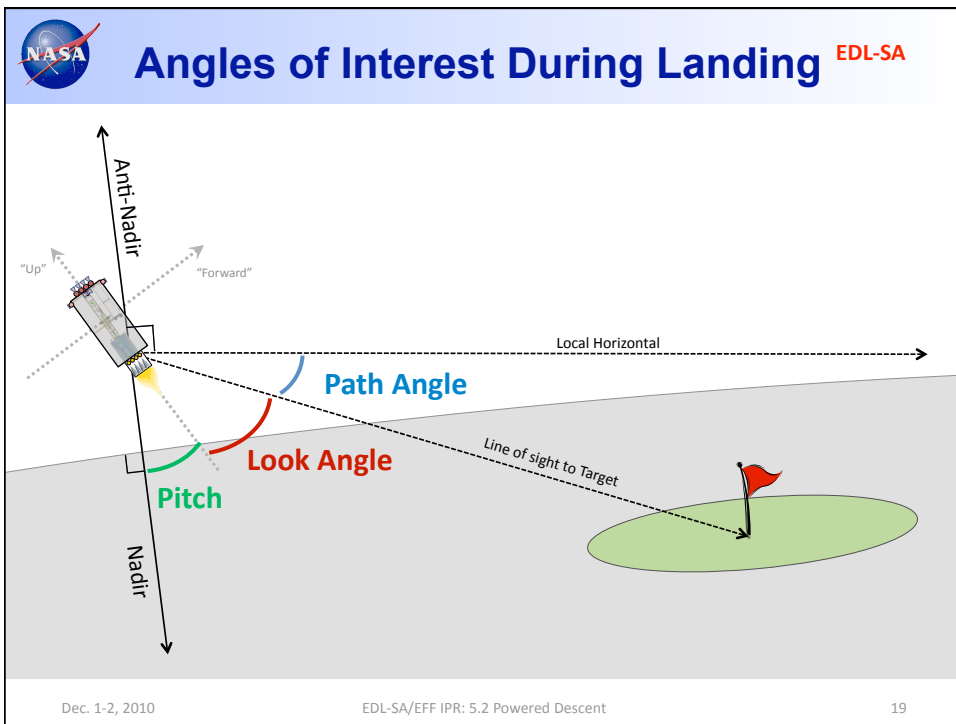 NASA
Angles of Interest During Landing EDL-SA
Anti-Nadir
"Up"
"Forward"
Local Horizontal
Path Angle
Line of sight to Target
Look Angle
Pitch
Nadir
Dec. 1-2, 2010
EDL-SA/EFF IPR: 5.2 Powered Descent
19